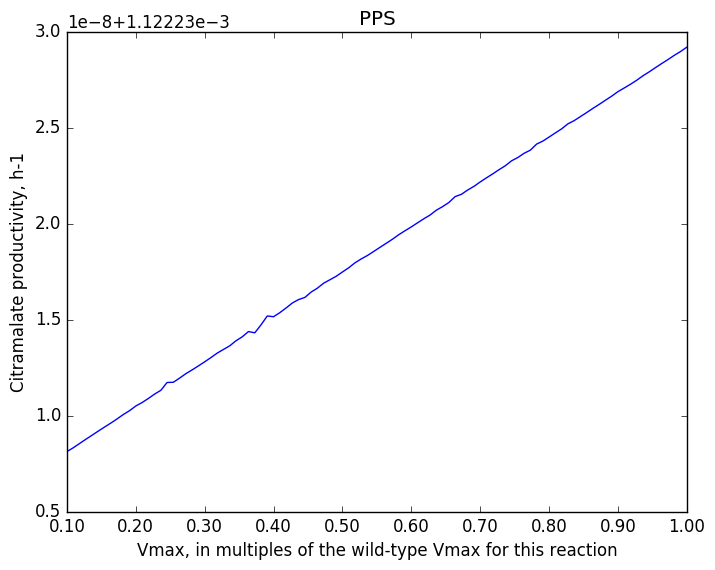 PPS
1e−8+1.12223e−3
3.0
2.5
2.0
1.5
1.0
0.5
Citramalate productivity, h-1
0.10 0.20 0.30 0.40 0.50 0.60 0.70 0.80 0.90 1.00
Vmax, in multiples of the wild-type Vmax for this reaction